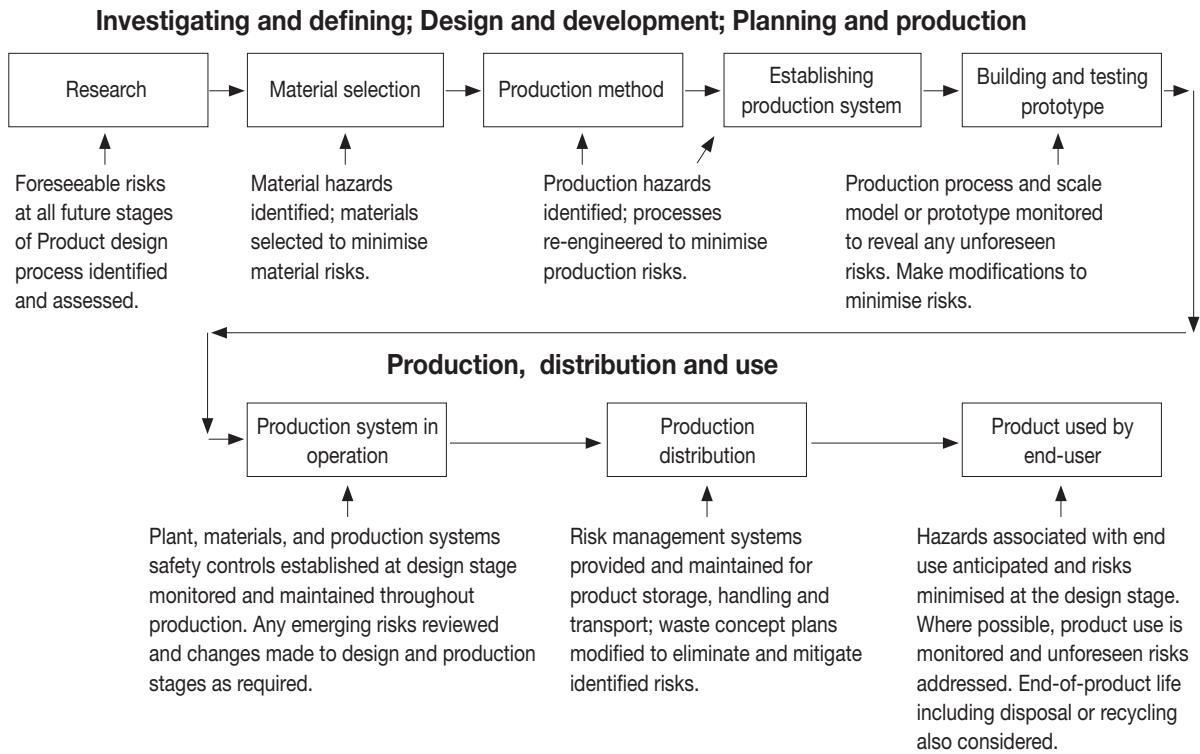 Investigating and defining; Design and development; Planning and production
Research
Material selection
Production method
Establishing
production system
Building and testing
prototype
Foreseeable risks
at all future stages
of Product design
process identified
and assessed.
Material hazards
identified; materials
selected to minimise
material risks.
Production hazards
identified; processes
re-engineered to minimise
production risks.
Production process and scale
model or prototype monitored
to reveal any unforeseen
risks. Make modifications to
minimise risks.
Production, distribution and use
Production system in
operation
Production
distribution
Product used by
end-user
Plant, materials, and production systems
safety controls established at design stage
monitored and maintained throughout
production. Any emerging risks reviewed
and changes made to design and production
stages as required.
Risk management systems
provided and maintained for
product storage, handling and
transport; waste concept plans
modified to eliminate and mitigate
identified risks.
Hazards associated with end
use anticipated and risks
minimised at the design stage.
Where possible, product use is
monitored and unforeseen risks
addressed. End-of-product life
including disposal or recycling
also considered.